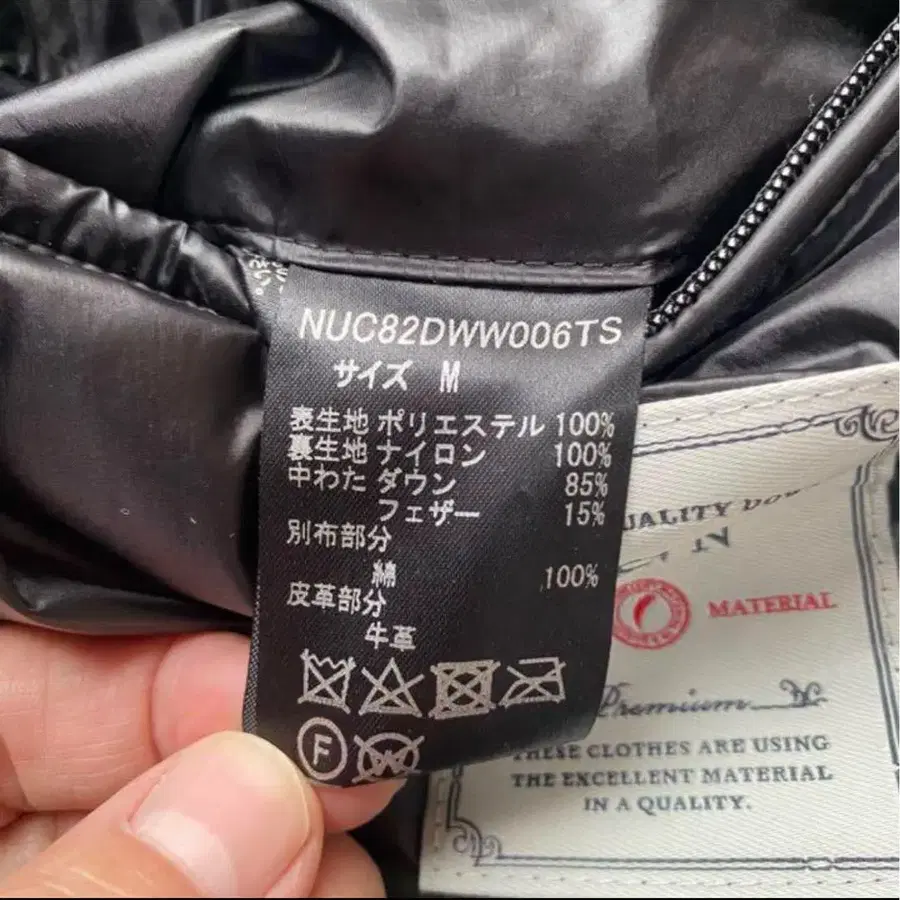 さい。
NUC82DWW006TS
サイズ M
表生地 ポリエステル 100%
裏生地 ナイロン 100%
中わた ダウン 85%
フェザー 15%
別布部分
綿 100%
皮革部分
牛革
F
W
MATERIAL
Premium
THESE CLOTHES ARE USING
THE EXCELLENT MATERIAL
IN A QUALITY.